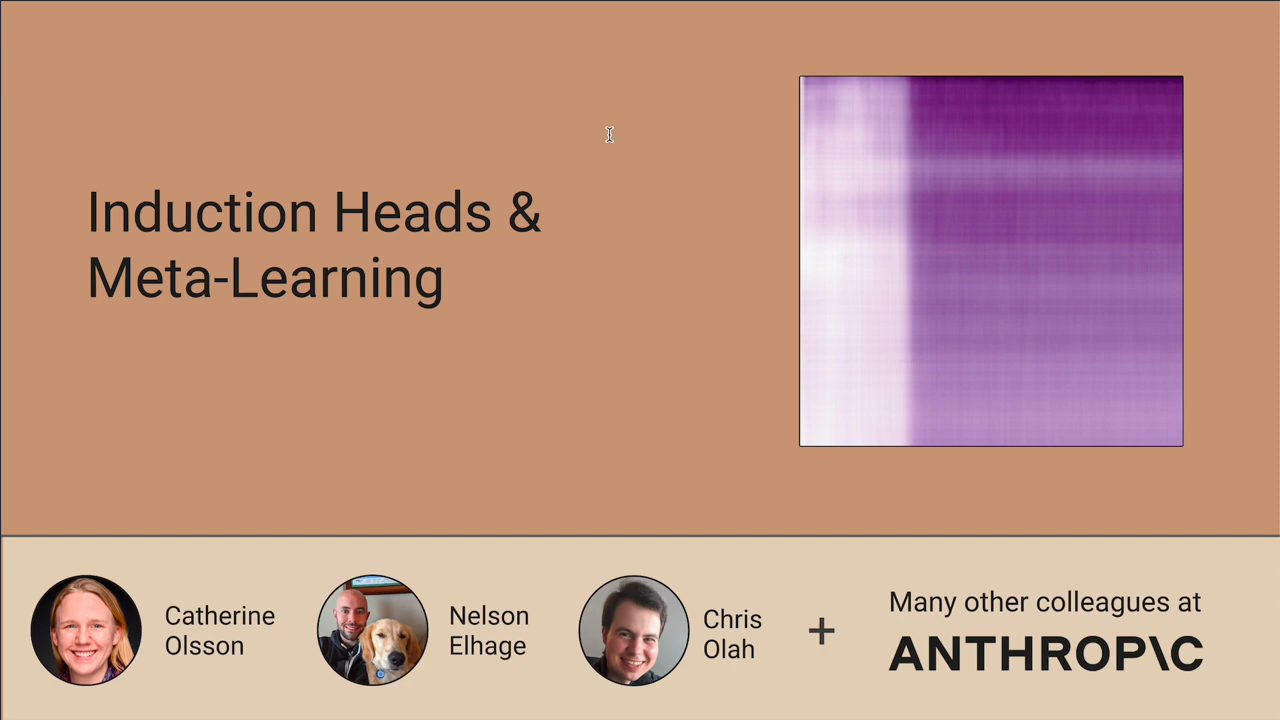 Induction Heads &
Meta-Learning
Catherine
Olsson
Nelson
Elhage
Chris
Olah
+
Many other colleagues at
ANTHROP\C